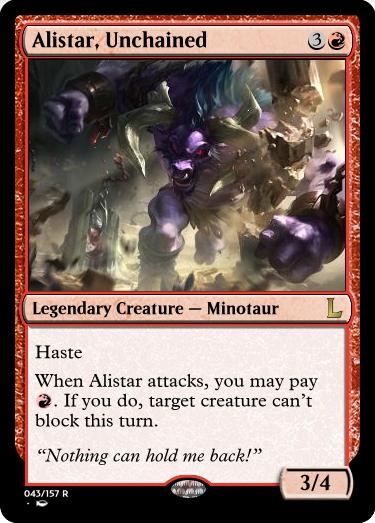 Alistar, Unchained 3
Legendary Creature — Minotaur L
Haste
When Alistar attacks, you may pay
. If you do, target creature can't
block this turn.
“Nothing can hold me back!”
043/157 R
3/4